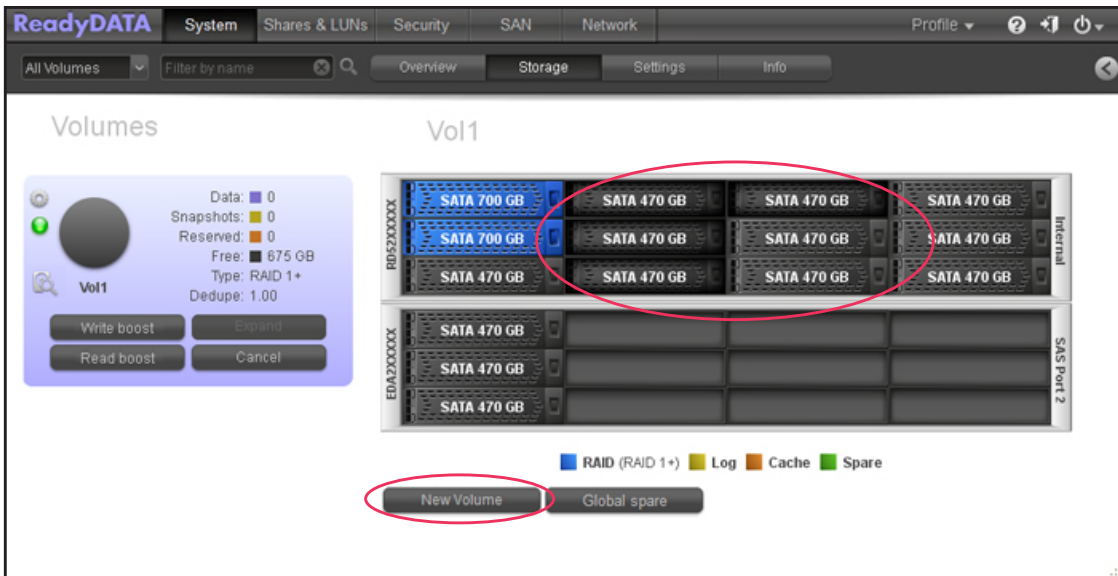 ReadyDATA System Shares & LUNs Security SAN Network Profile
All Volumes Filter by name Overview Storage Settings Info
Volumes
Vol1
Data: 0
Snapshots: 0
Reserved: 0
Free: 675 GB
Type: RAID 1+
Dedupe: 1.00
Vol1
Write boost Expand
Read boost Cancel
RD52XXXXX
SATA 700 GB SATA 470 GB SATA 470 GB SATA 470 GB
SATA 700 GB SATA 470 GB SATA 470 GB SATA 470 GB
SATA 470 GB SATA 470 GB SATA 470 GB SATA 470 GB
Internal
EDA2XXXXX
SATA 470 GB
SATA 470 GB
SATA 470 GB
SAS Port 2
RAID (RAID 1+) Log Cache Spare
New Volume Global spare